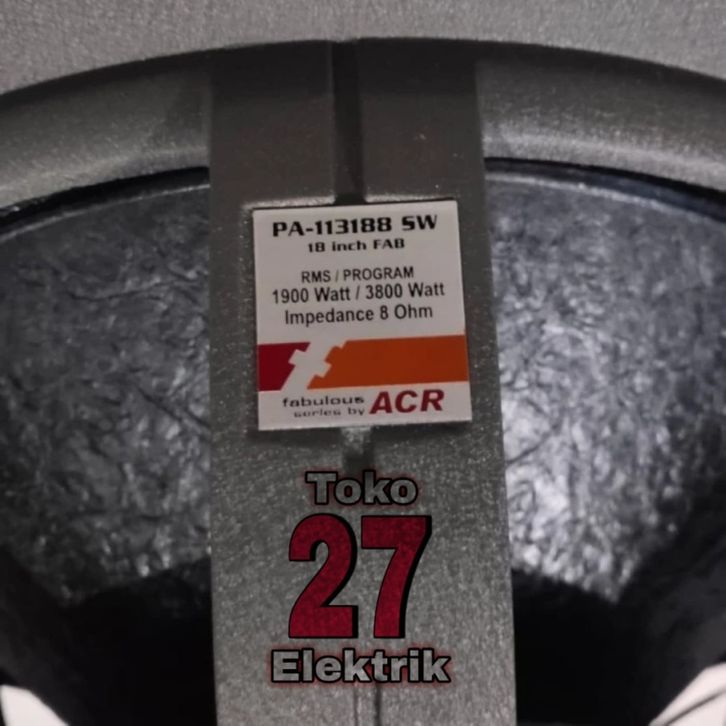 PA-113188 SW
18 inch FAB
RMS / PROGRAM
1900 Watt / 3800 Watt
Impedance 8 Ohm
f
fabulous
series by ACR
Toko
27
Elektrik